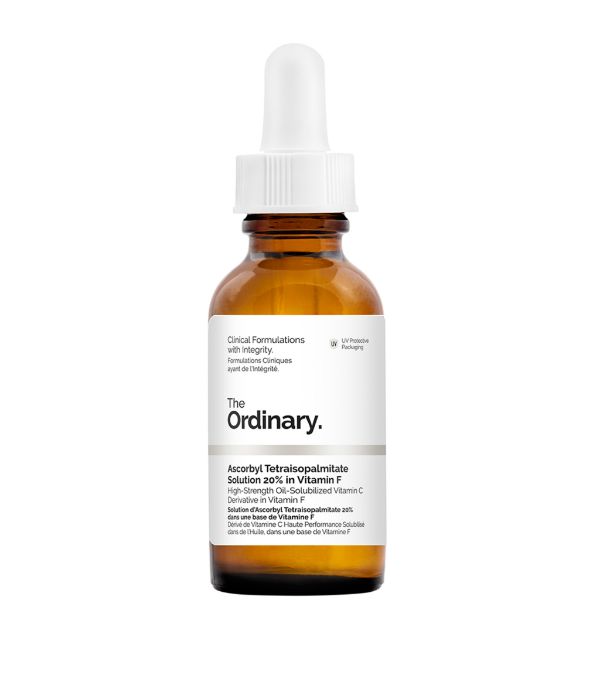 Clinical Formulations
with Integrity.
Formulations Cliniques
ayant de l'Intégrité.
UV
UV Protective
Packaging
The
Ordinary.
Ascorbyl Tetraisopalmitate
Solution 20% in Vitamin F
High-Strength Oil-Solubilized Vitamin C
Derivative in Vitamin F
Solution d'Ascorbyl Tetraisopalmitate 20%
dans une base de Vitamine F
Dérivé de Vitamine C Haute Performance Solubilisé
dans de l'Huile, dans une base de Vitamine F